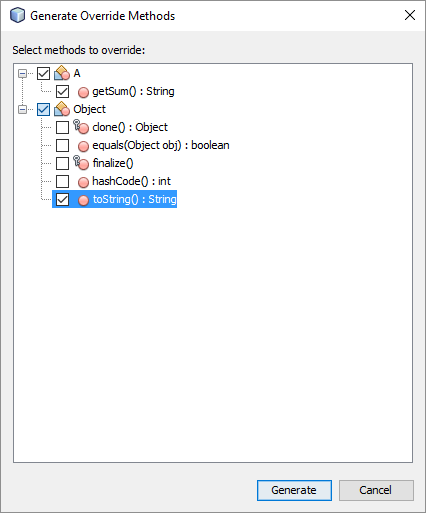 Generate Override Methods
Select methods to override:
A
getSum() : String
Object
clone() : Object
equals(Object obj) : boolean
finalize()
hashCode() : int
toString() : String
Generate
Cancel